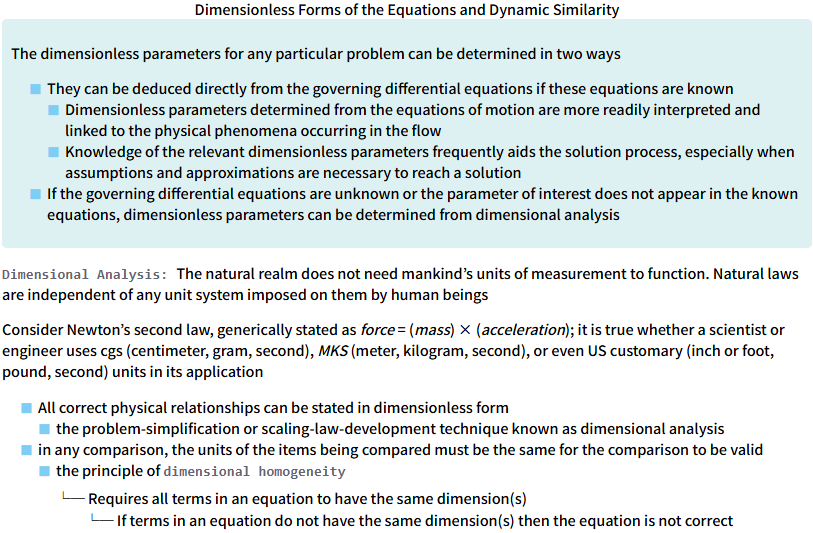 Dimensionless Forms of the Equations and Dynamic Similarity
The dimensionless parameters for any particular problem can be determined in two ways
They can be deduced directly from the governing differential equations if these equations are known
Dimensionless parameters determined from the equations of motion are more readily interpreted and
linked to the physical phenomena occurring in the flow
Knowledge of the relevant dimensionless parameters frequently aids the solution process, especially when
assumptions and approximations are necessary to reach a solution
If the governing differential equations are unknown or the parameter of interest does not appear in the known
equations, dimensionless parameters can be determined from dimensional analysis
Dimensional Analysis: The natural realm does not need mankind’s units of measurement to function. Natural laws
are independent of any unit system imposed on them by human beings
Consider Newton’s second law, generically stated as force = (mass) × (acceleration); it is true whether a scientist or
engineer uses cgs (centimeter, gram, second), MKS (meter, kilogram, second), or even US customary (inch or foot,
pound, second) units in its application
All correct physical relationships can be stated in dimensionless form
the problem-simplification or scaling-law-development technique known as dimensional analysis
in any comparison, the units of the items being compared must be the same for the comparison to be valid
the principle of dimensional homogeneity
Requires all terms in an equation to have the same dimension(s)
If terms in an equation do not have the same dimension(s) then the equation is not correct